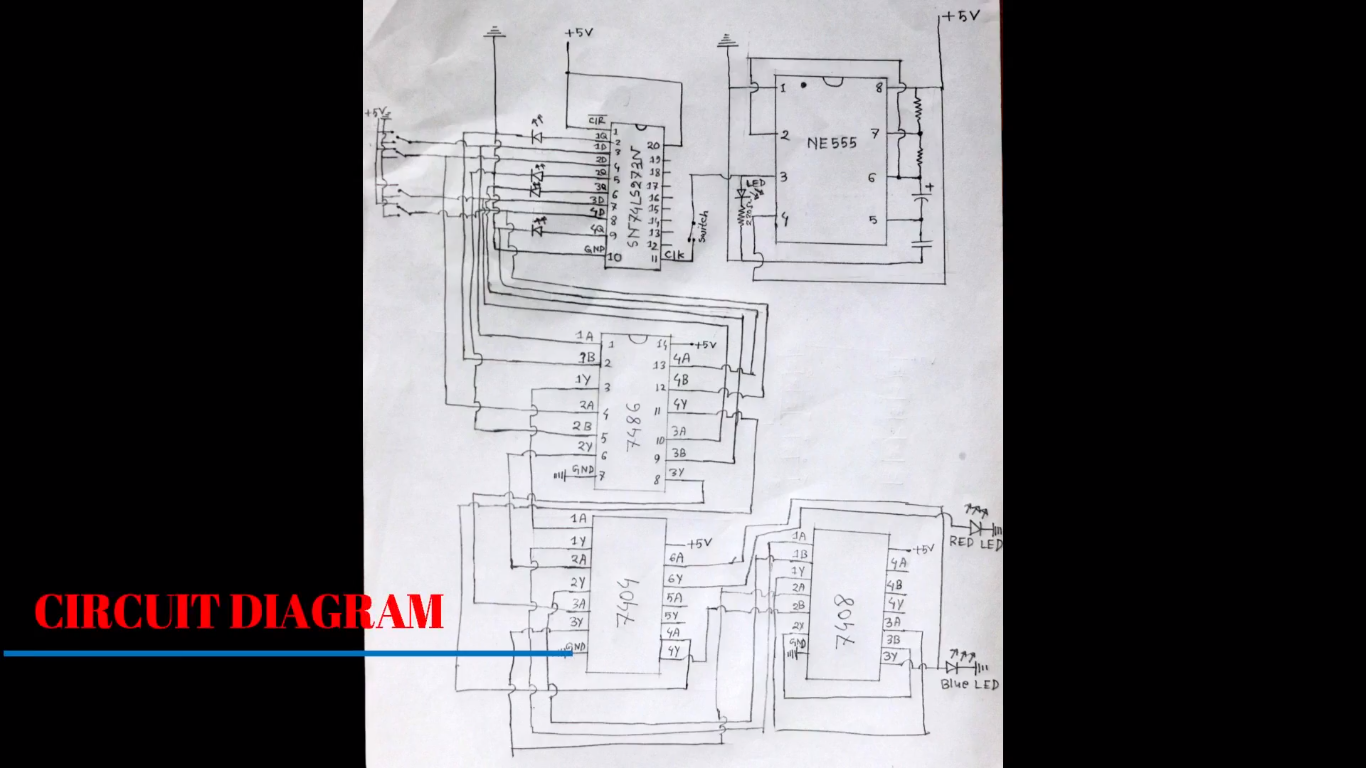 +5V
+5V
+5V
CLR
1Q
1D
2D
2Q
3Q
3D
4D
4Q
GND
1
2
3
4
5
6
7
8
9
10
SN74LS273N
20
19
18
17
16
15
14
13
12
11
Clk
Switch
1
2
3
4
NE555
8
7
6
5
LED
+
1A
1B
1Y
2A
2B
2Y
GND
1
2
3
4
5
6
7
7486
14
13
12
11
10
9
8
+5V
4A
4B
4Y
3A
3B
3Y
1A
1Y
2A
2Y
3A
3Y
GND
7404
+5V
6A
6Y
5A
5Y
4A
4Y
1A
1B
1Y
2A
2B
2Y
GND
7408
+5V
4A
4B
4Y
3A
3B
3Y
RED LED
Blue LED
CIRCUIT DIAGRAM